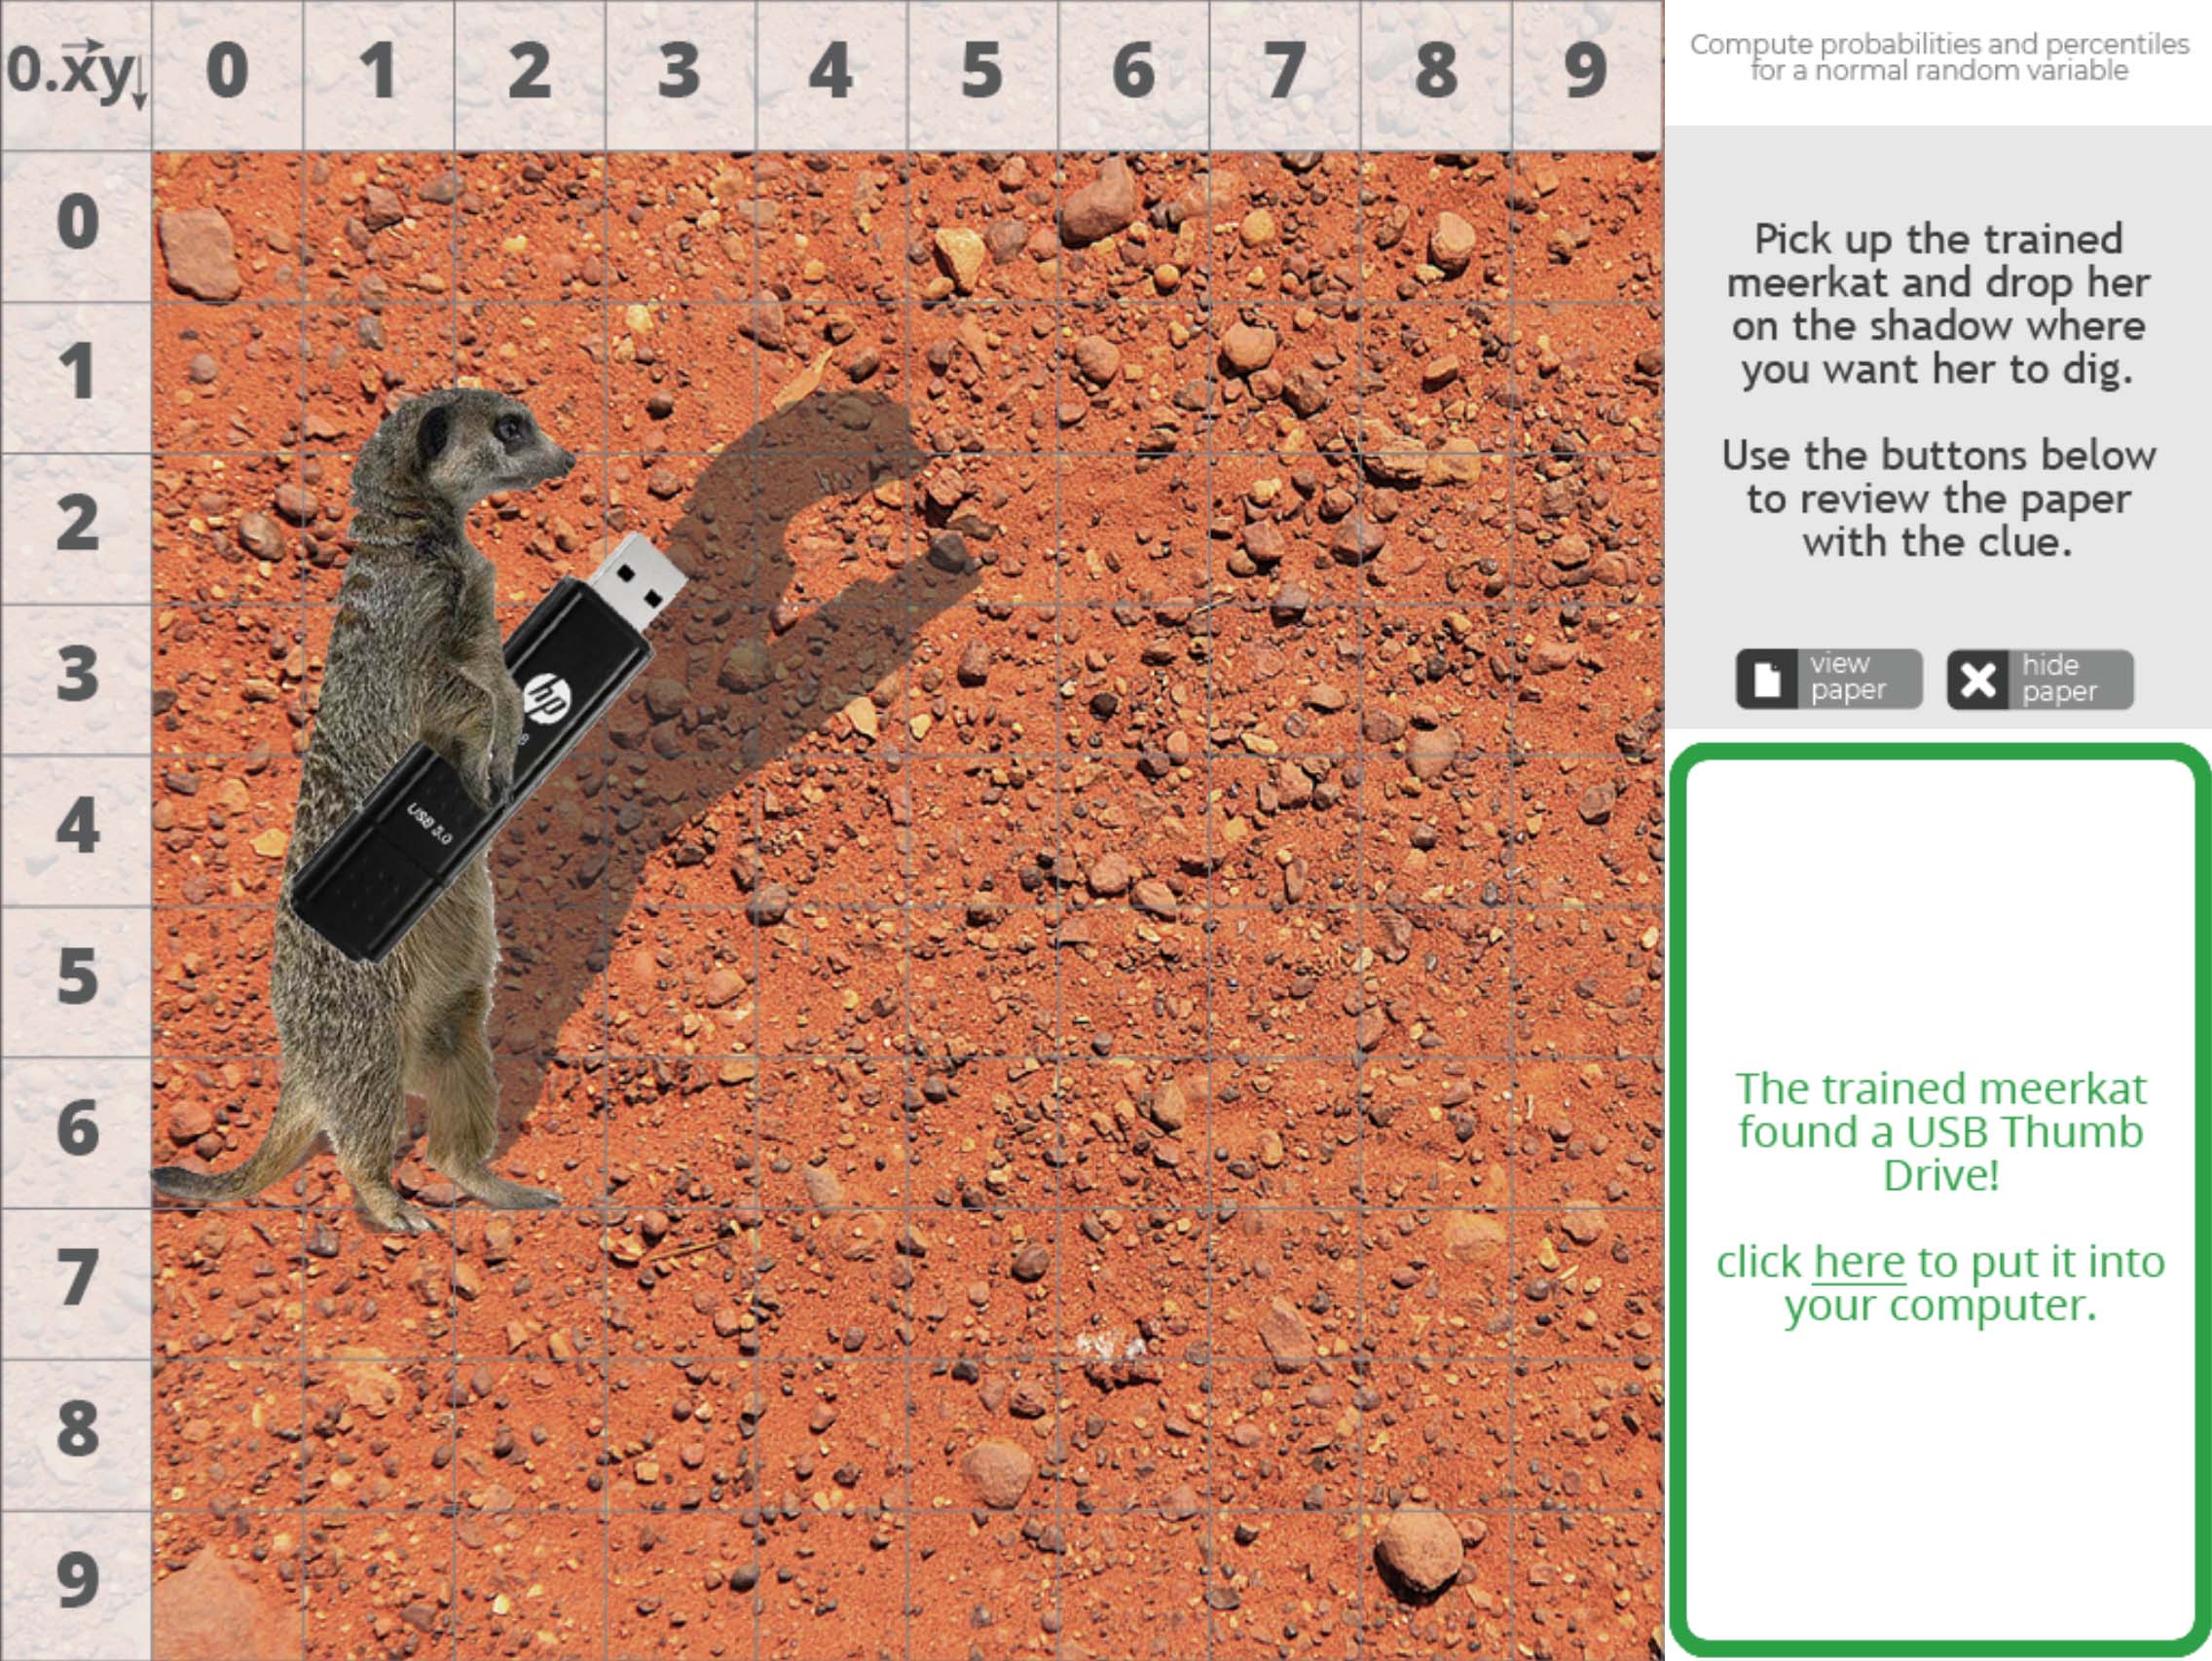 0.xy 0 1 2 3 4 5 6 7 8 9
0
1
2
3
4
5
6
7
8
9
hp
USB 3.0
Compute probabilities and percentiles
for a normal random variable
Pick up the trained
meerkat and drop her
on the shadow where
you want her to dig.
Use the buttons below
to review the paper
with the clue.
view
paper
hide
paper
The trained meerkat
found a USB Thumb
Drive!
click here to put it into
your computer.